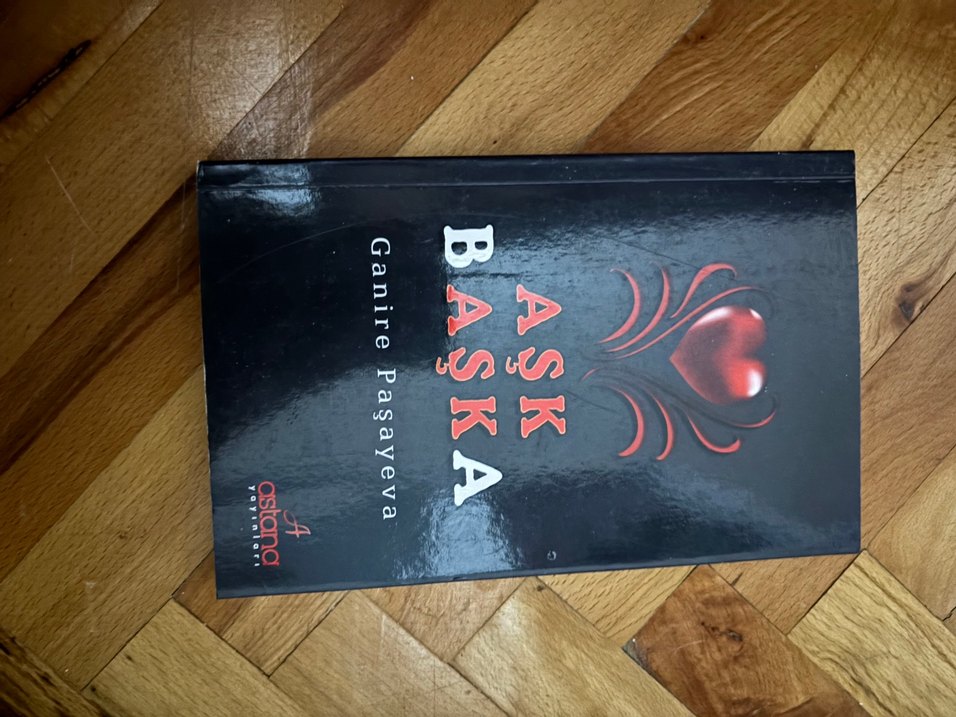 AŞK
BAŞKA
Ganire Paşayeva
A
astana
yayınları